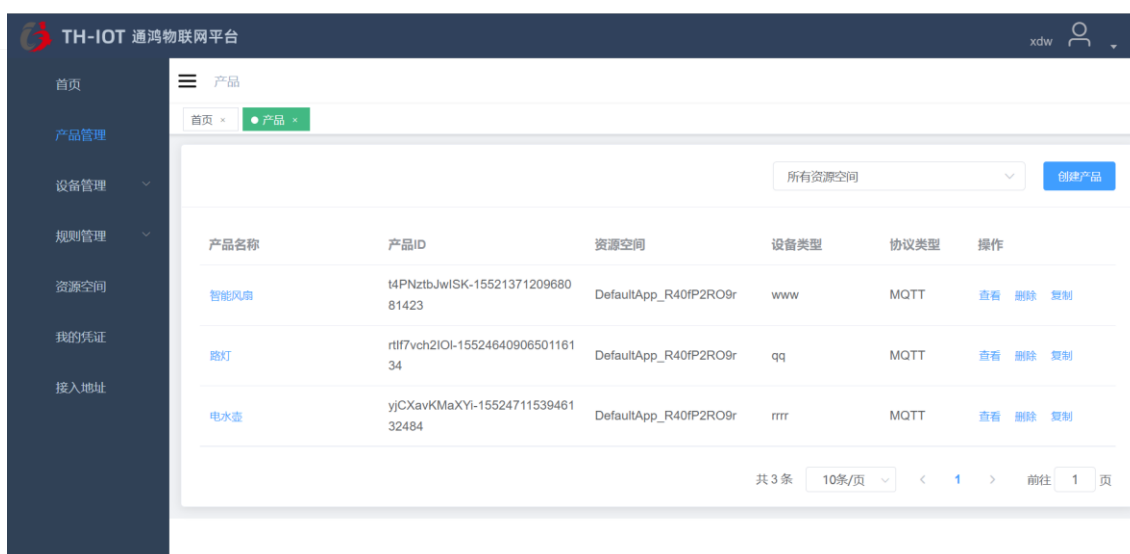 TH-IOT 通鸿物联网平台
xdw
首页
产品管理
设备管理
规则管理
资源空间
我的凭证
接入地址
产品
首页 ×
产品 ×
所有资源空间
创建产品
产品名称 产品ID 资源空间 设备类型 协议类型 操作
智能风扇 t4PNztbJwISK-15521371209680 DefaultApp_R40fP2RO9r www MQTT 查看 删除 复制
81423
路灯 rtIf7vch2IOl-15524640906501161 DefaultApp_R40fP2RO9r qq MQTT 查看 删除 复制
34
电水壶 yjCXavKMaXYi-15524711539461 DefaultApp_R40fP2RO9r rrrr MQTT 查看 删除 复制
32484
共 3 条 10条/页 < 1 > 前往 1 页